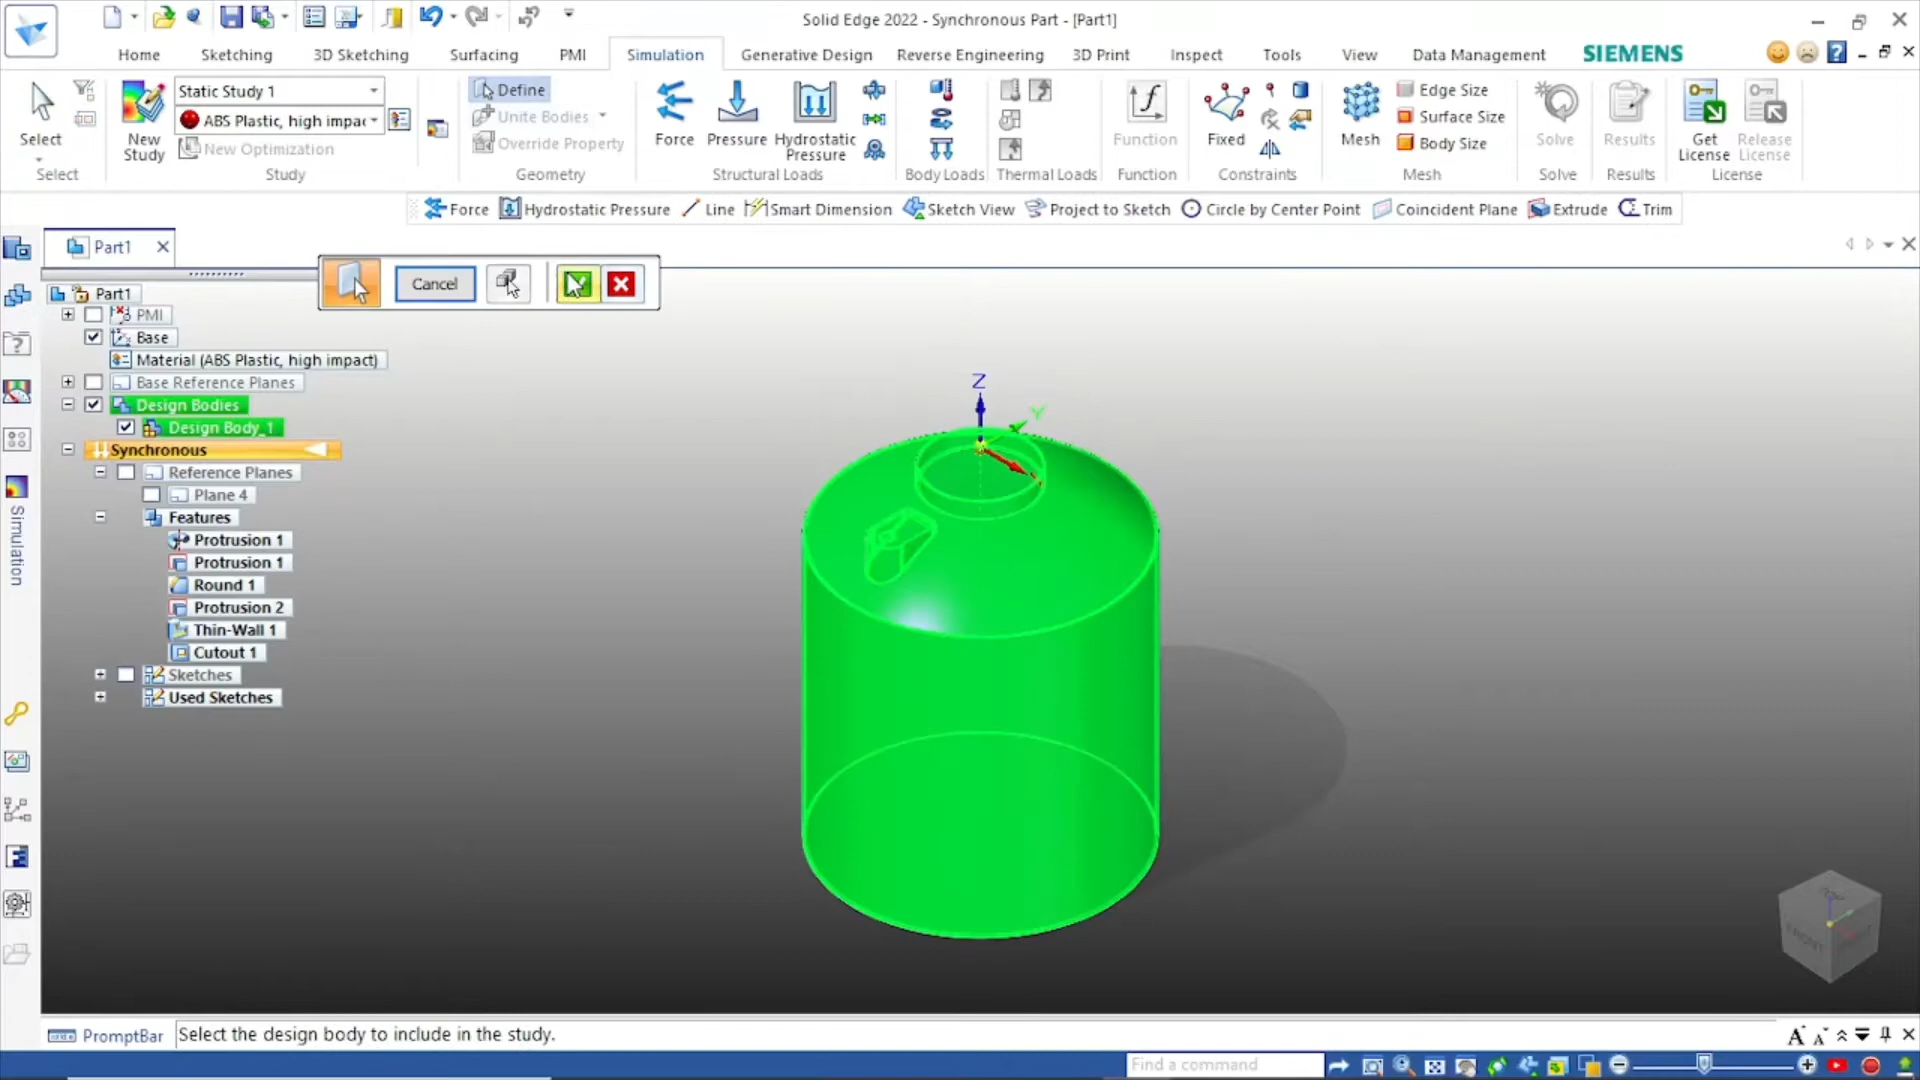 Solid Edge 2022 - Synchronous Part - [Part1]
Home Sketching 3D Sketching Surfacing PMI Simulation Generative Design Reverse Engineering 3D Print Inspect Tools View Data Management SIEMENS
Select
Select
New Study
Static Study 1
ABS Plastic, high impac
New Optimization
Study
Define
Unite Bodies
Override Property
Geometry
Force
Pressure
Hydrostatic Pressure
Structural Loads
Body Loads
Thermal Loads
Function
Function
Fixed
Constraints
Mesh
Edge Size
Surface Size
Body Size
Mesh
Solve
Solve
Results
Results
Get License
Release License
License
Force Hydrostatic Pressure Line Smart Dimension Sketch View Project to Sketch Circle by Center Point Coincident Plane Extrude Trim
Part1
Cancel
Part1
PMI
Base
Material (ABS Plastic, high impact)
Base Reference Planes
Design Bodies
Design Body_1
Synchronous
Reference Planes
Plane 4
Features
Protrusion 1
Protrusion 1
Round 1
Protrusion 2
Thin-Wall 1
Cutout 1
Sketches
Used Sketches
Simulation
Z
Y
FRONT
PromptBar Select the design body to include in the study.
Find a command